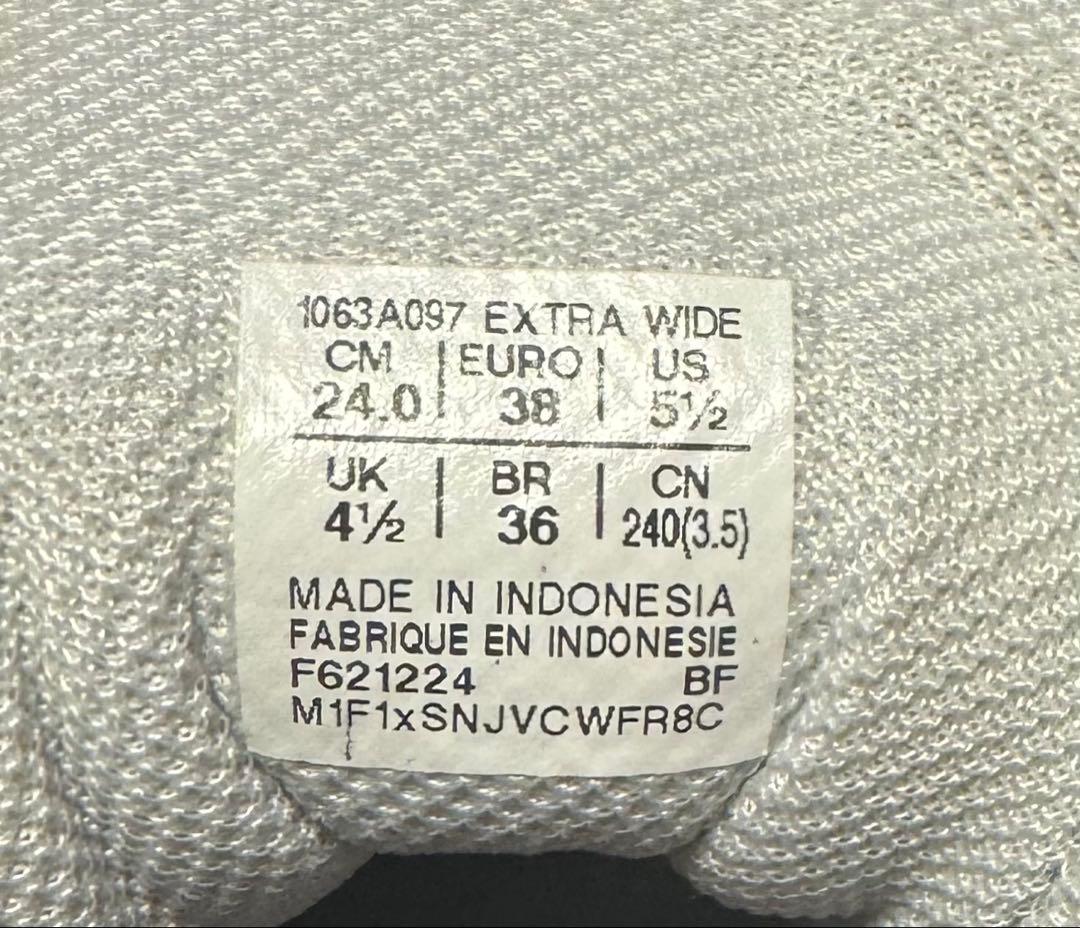 1063A097 EXTRA WIDE
CM | EURO | US
24.0 | 38 | 5½
UK | BR | CN
4½ | 36 | 240(3.5)
MADE IN INDONESIA
FABRIQUE EN INDONESIE
F621224 BF
M1F1xSNJVCWFR8C